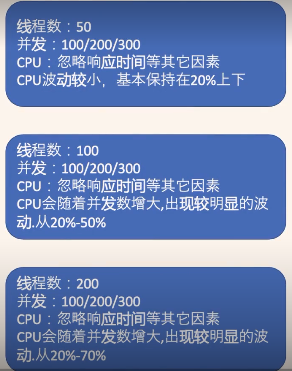 线程数：50
并发：100/200/300
CPU：忽略响应时间等其它因素
CPU波动较小，基本保持在20%上下
线程数：100
并发：100/200/300
CPU：忽略响应时间等其它因素
CPU会随着并发数增大,出现较明显的波
动.从20%-50%
线程数：200
并发：100/200/300
CPU：忽略响应时间等其它因素
CPU会随着并发数增大,出现较明显的波
动.从20%-70%